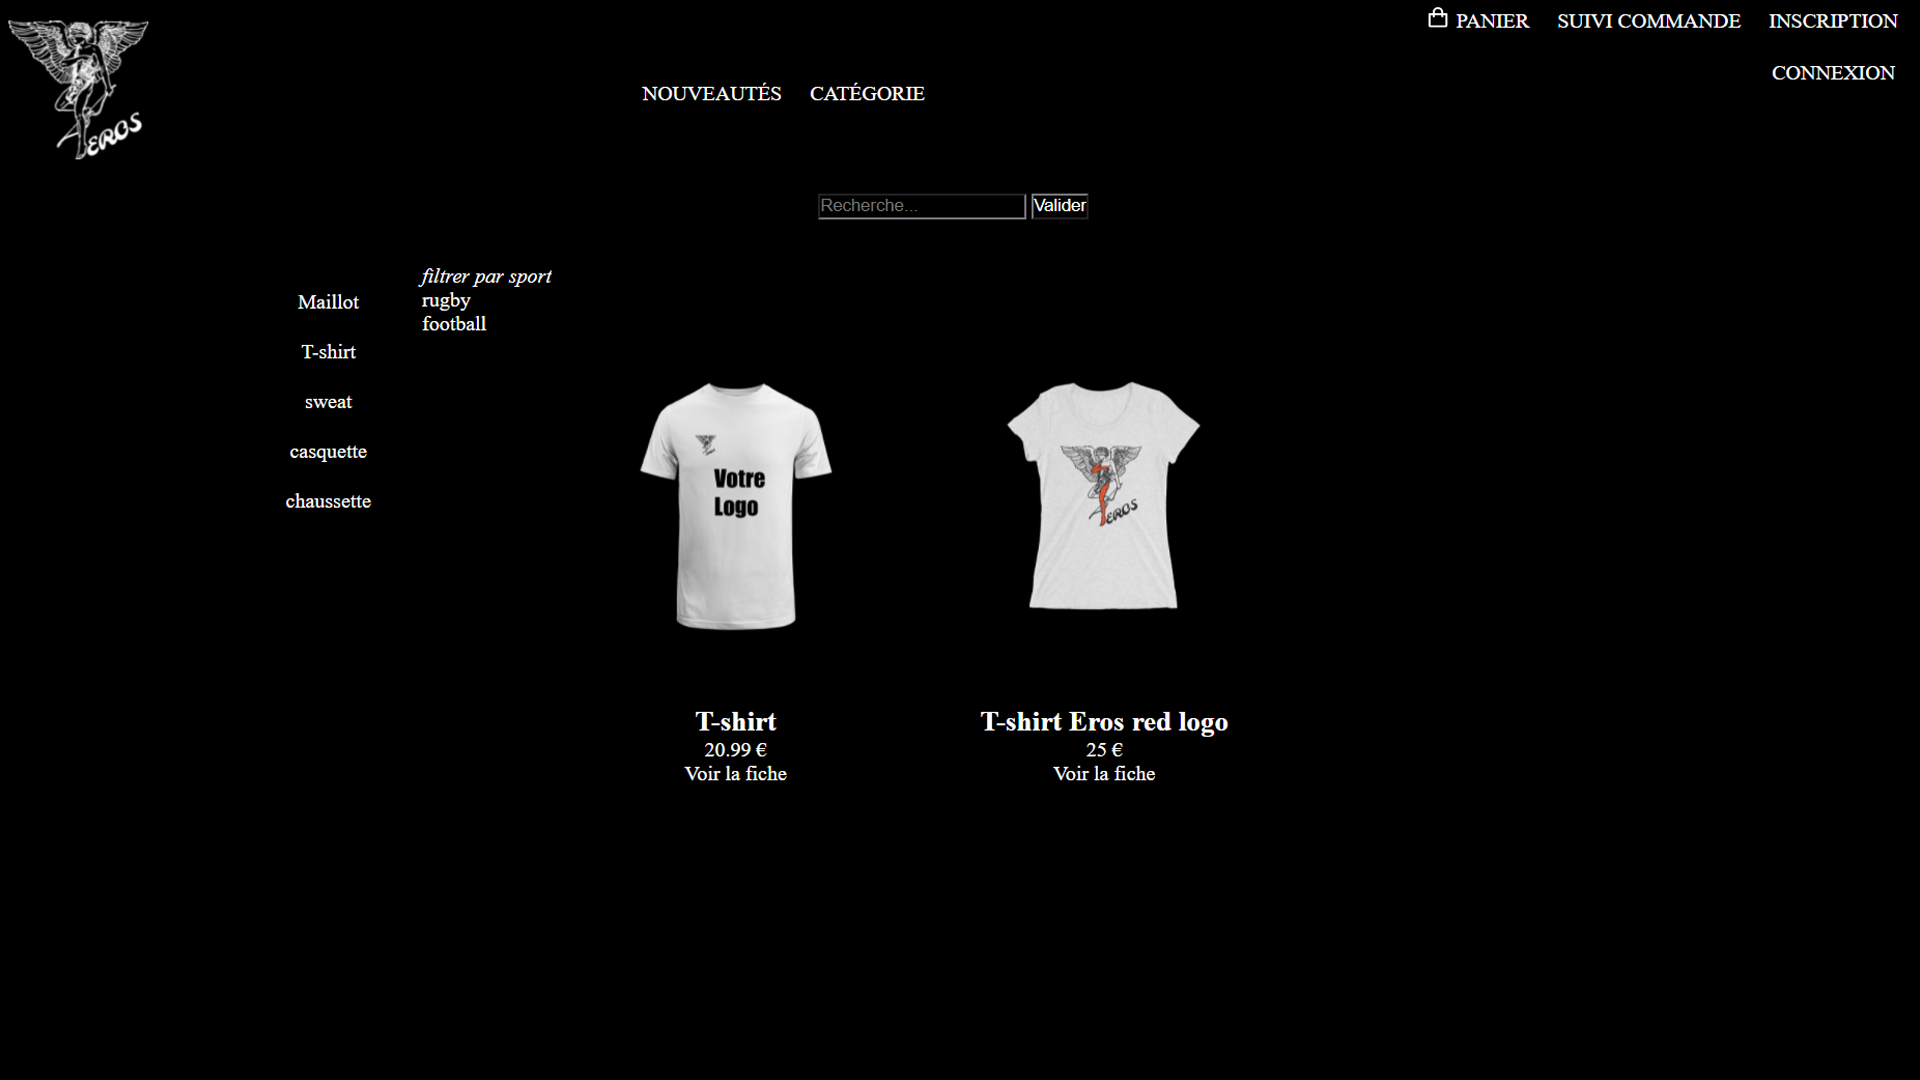 PANIER SUIVI COMMANDE INSCRIPTION
CONNEXION
EROS
NOUVEAUTÉS CATÉGORIE
Recherche... Valider
filtrer par sport
rugby
football
Maillot
T-shirt
sweat
casquette
chaussette
Votre
Logo
EROS
T-shirt
20.99 €
Voir la fiche
T-shirt Eros red logo
25 €
Voir la fiche